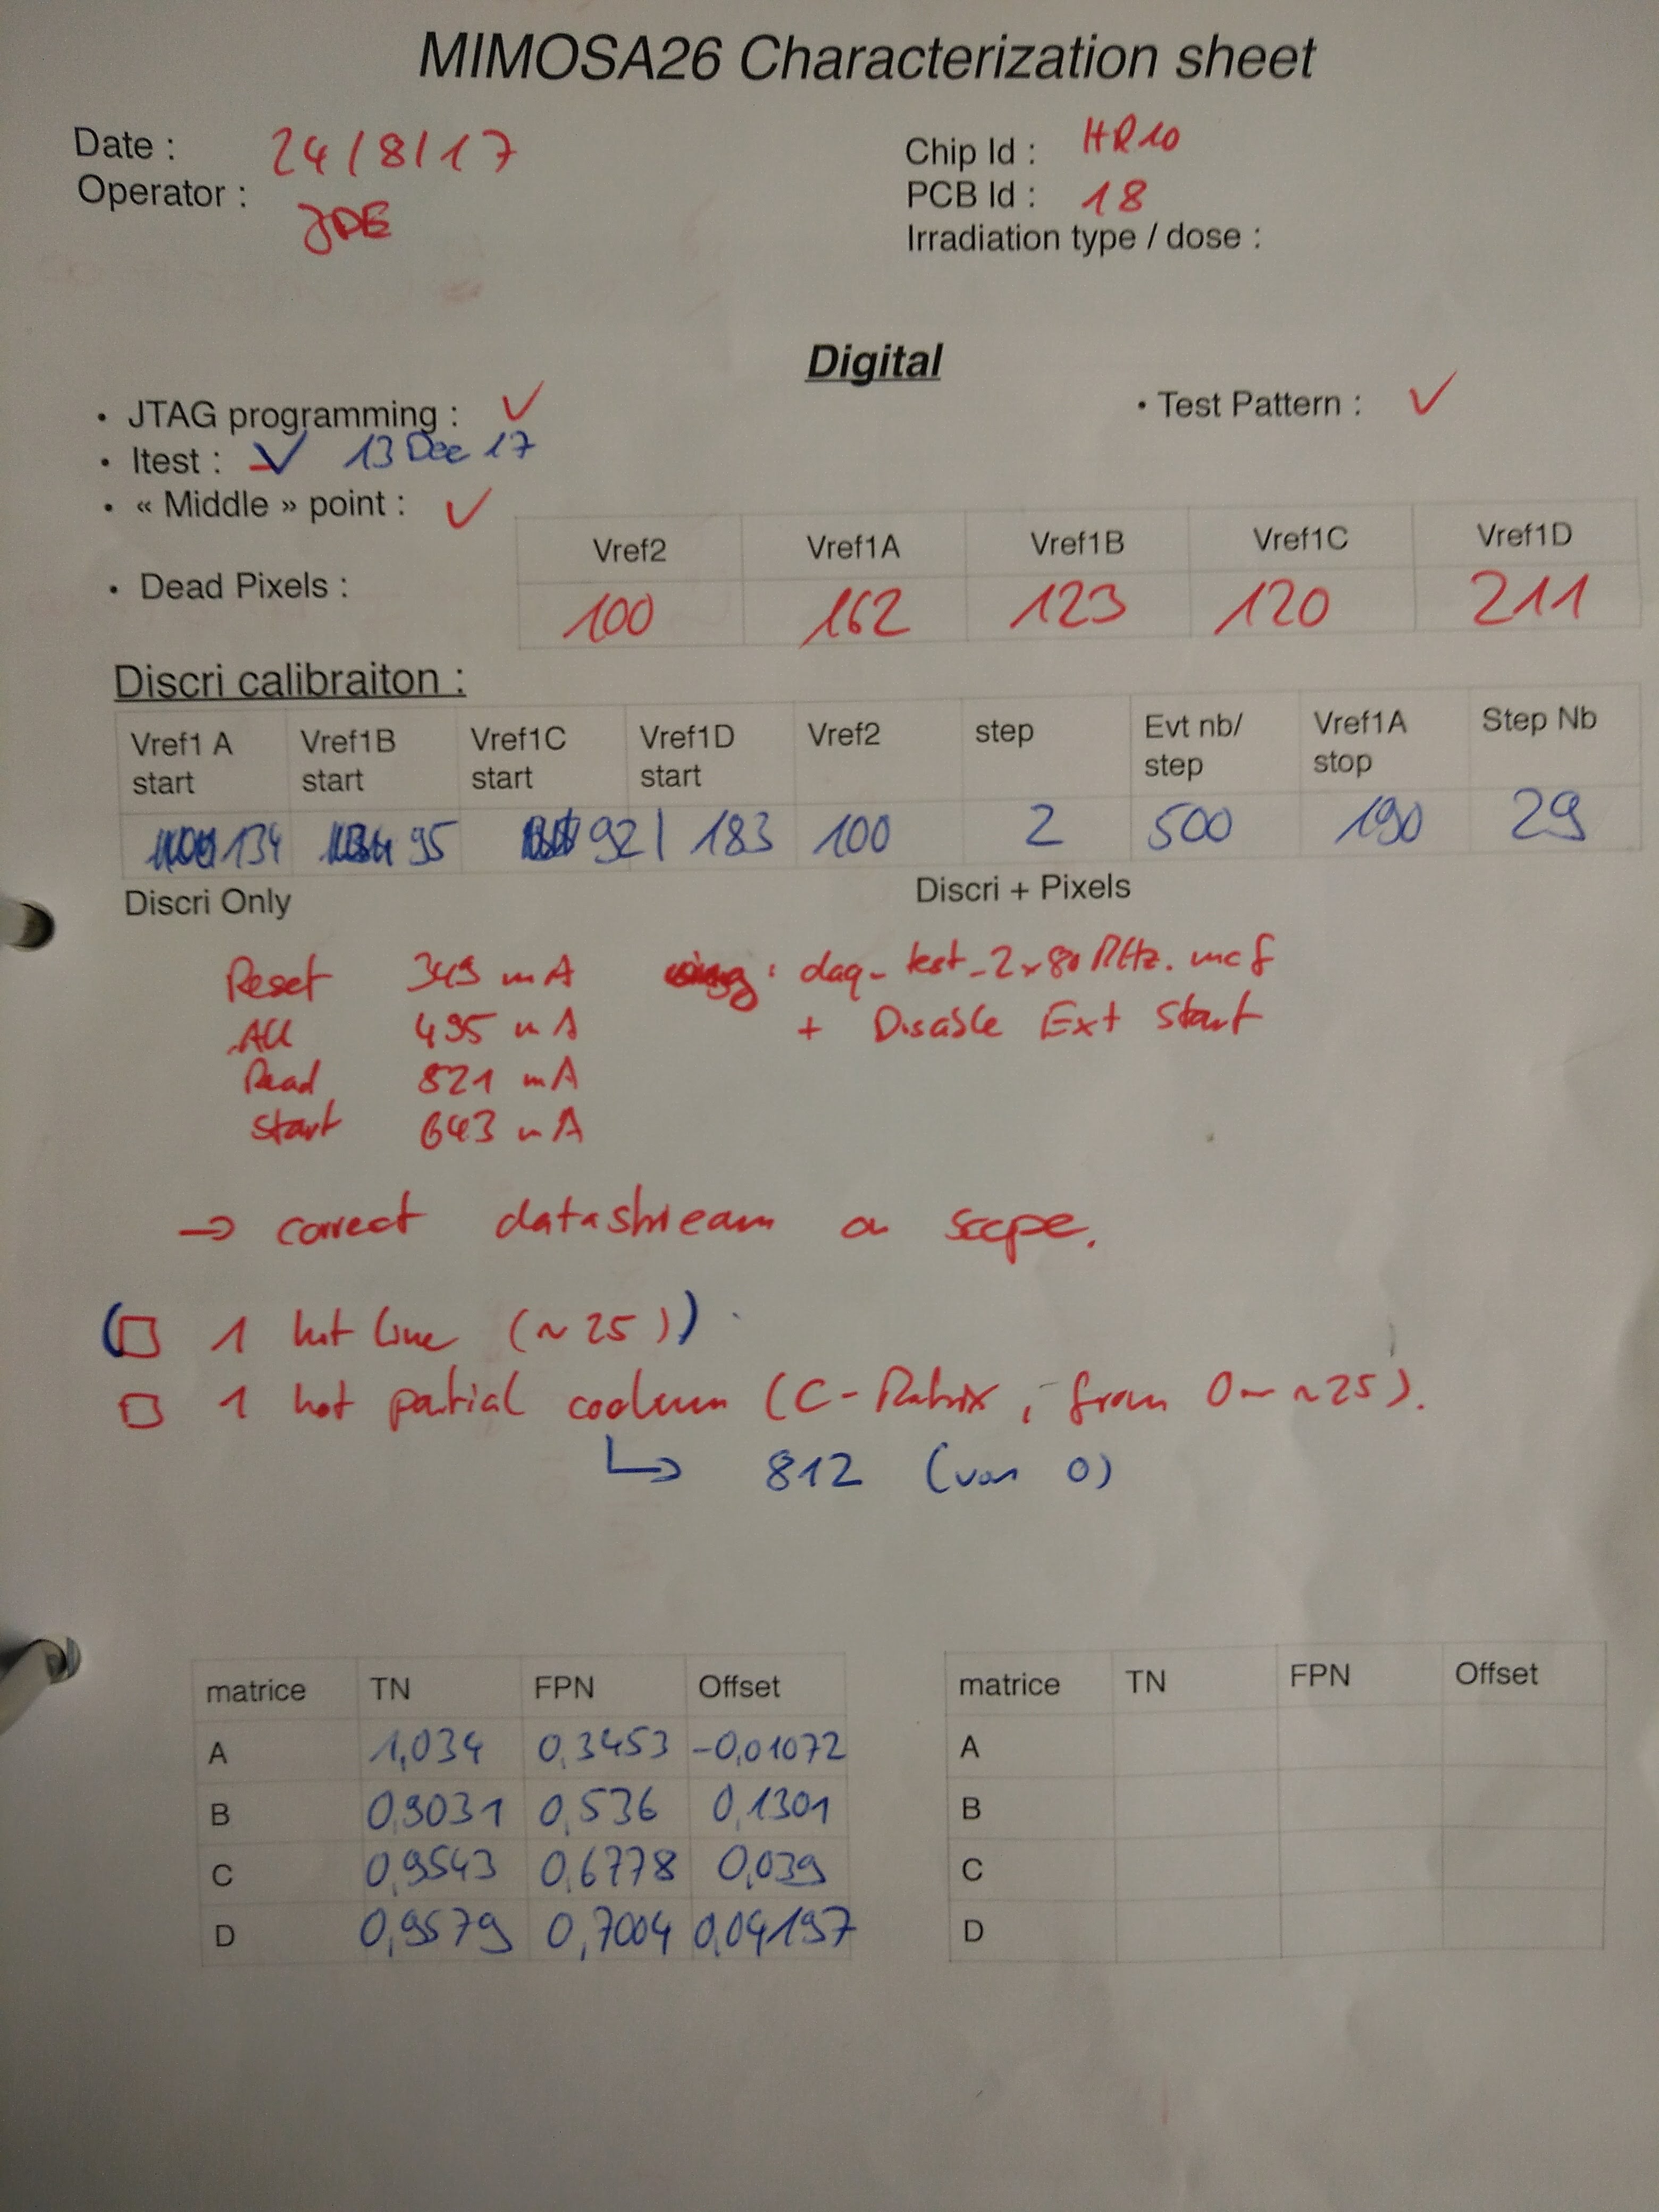 MIMOSA26 Characterization sheet
Date : 24/8/17
Operator : JDE
Chip Id : HR10
PCB Id : 18
Irradiation type / dose :
Digital
• JTAG programming : ✓
• Test Pattern : ✓
• Itest : ✓ 13 Dec 17
• « Middle » point : ✓
• Dead Pixels :
Vref2 Vref1A Vref1B Vref1C Vref1D
100 162 123 120 211
Discri calibraiton :
Vref1 A start Vref1B start Vref1C start Vref1D start Vref2 step Evt nb/ step Vref1A stop Step Nb
134 95 92 | 183 100 2 500 190 29
Discri Only
Discri + Pixels
Reset 349 mA : daq_test_2x80MHz.mcf
All 495 mA + Disable Ext Start
Read 821 mA
Start 643 mA
→ correct datastream on scope.
(□ 1 hot line (~25))
□ 1 hot partial coolumn (C-Matrix, from 0 - ~25).
↳ 812 (von 0)
matrice TN FPN Offset
A 1,034 0,3453 -0,01072
B 0,9031 0,536 0,1301
C 0,9543 0,6778 0,039
D 0,9579 0,7004 0,04197
matrice TN FPN Offset
A
B
C
D